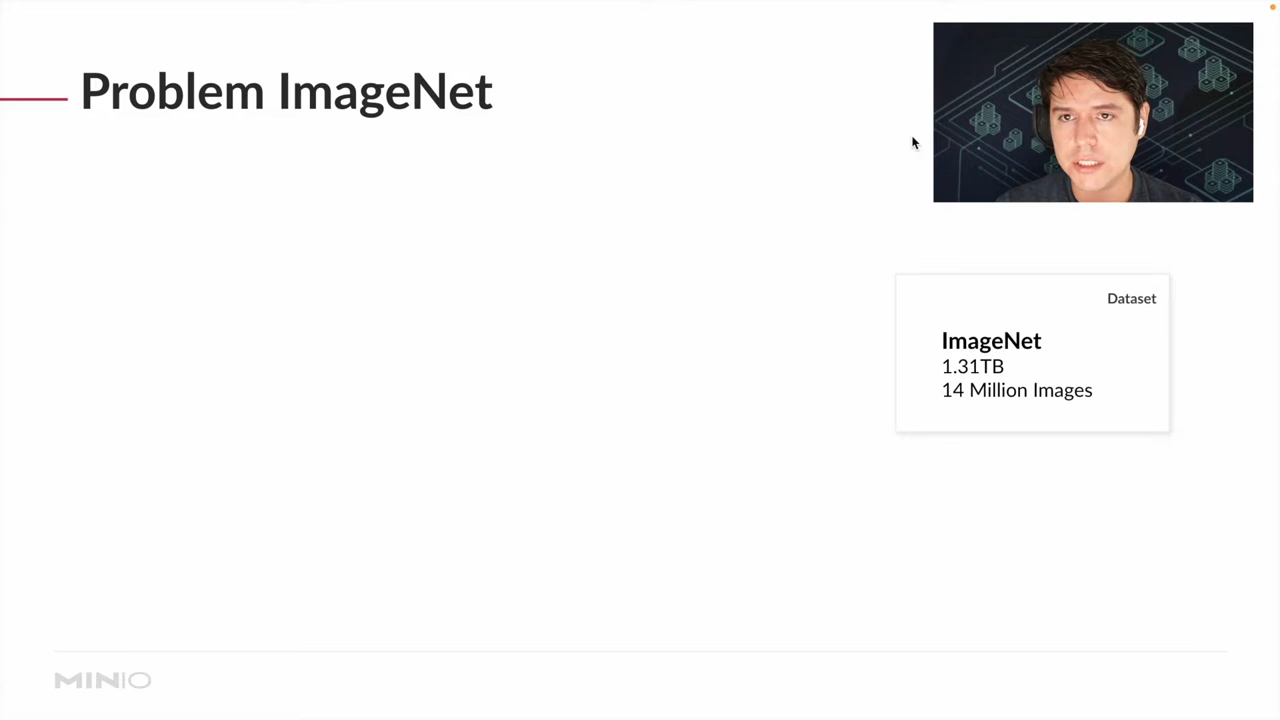 Problem ImageNet
Dataset
ImageNet
1.31TB
14 Million Images
MINIO